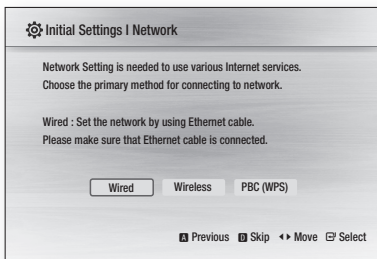 Initial Settings I Network
Network Setting is needed to use various Internet services.
Choose the primary method for connecting to network.
Wired : Set the network by using Ethernet cable.
Please make sure that Ethernet cable is connected.
Wired Wireless PBC (WPS)
A Previous D Skip Move Select